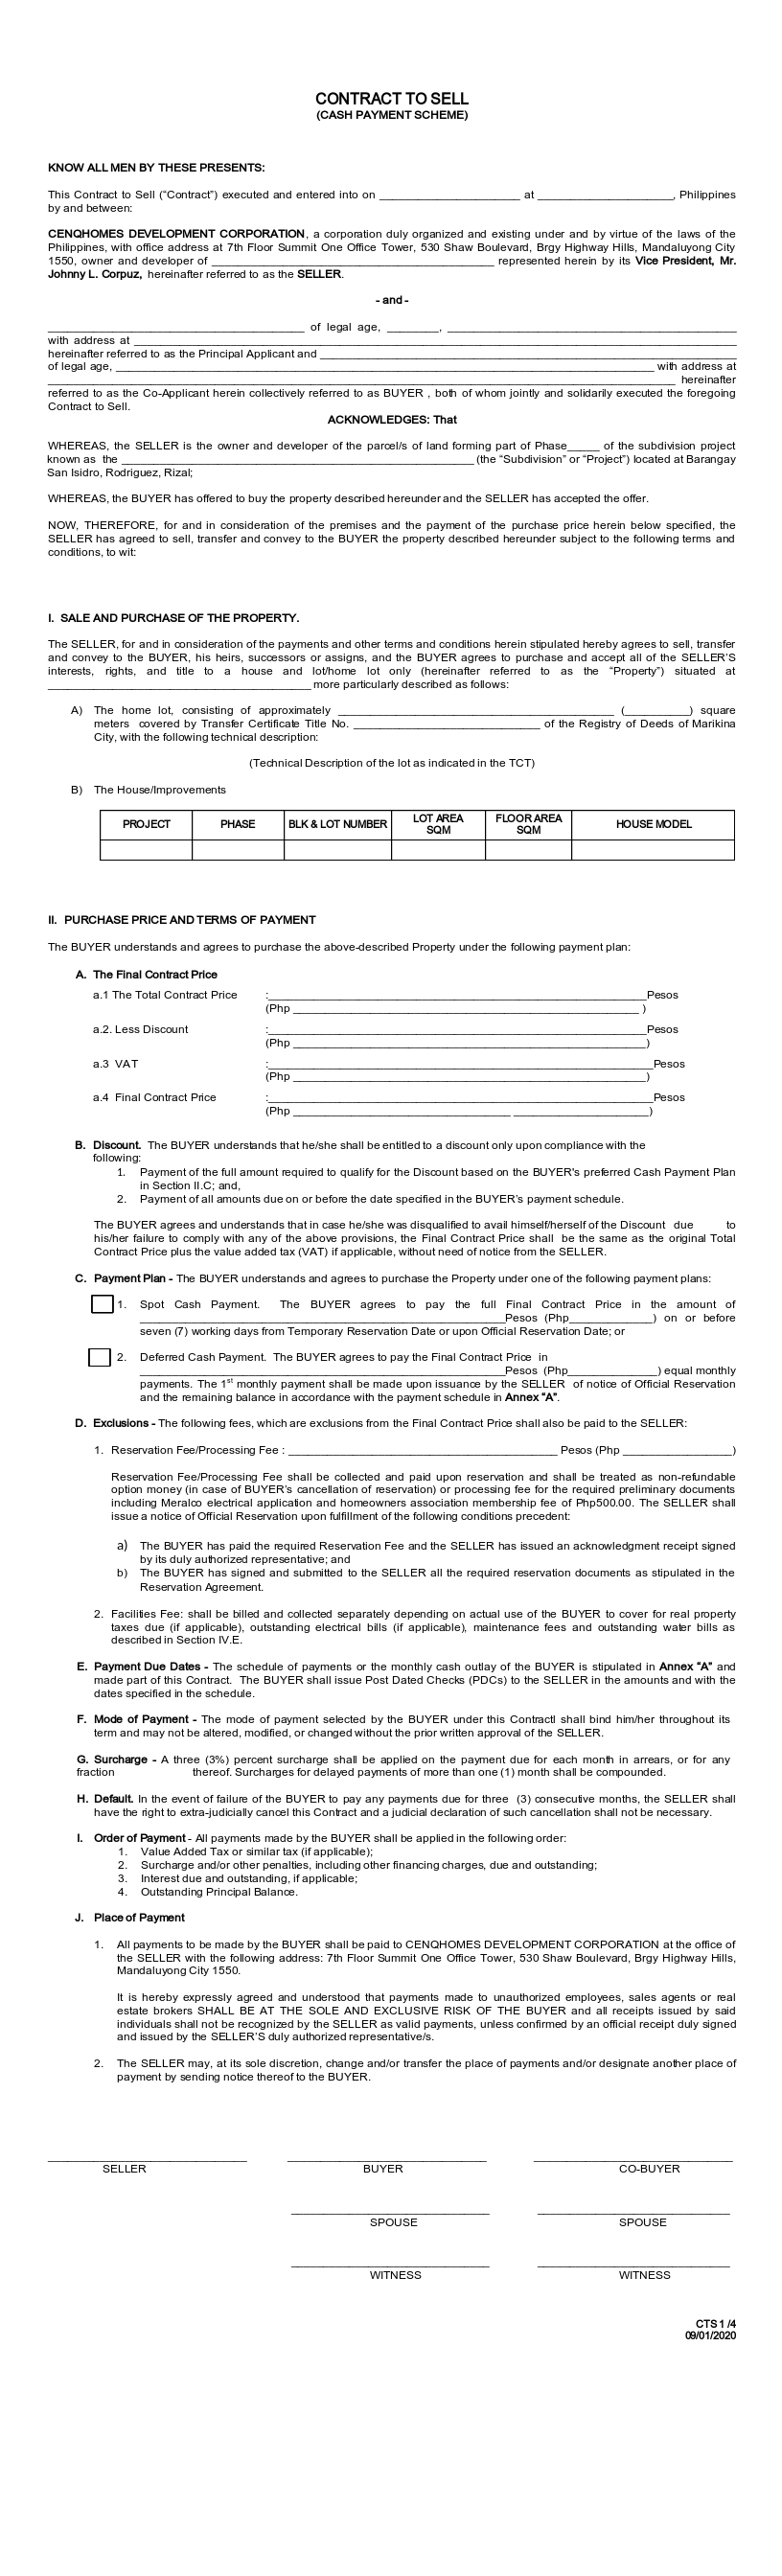 CONTRACT TO SELL
(CASH PAYMENT SCHEME)
KNOW ALL MEN BY THESE PRESENTS:
This Contract to Sell (“Contract”) executed and entered into on ______________________ at _____________________, Philippines
by and between:
CENQHOMES DEVELOPMENT CORPORATION, a corporation duly organized and existing under and by virtue of the laws of the
Philippines, with office address at 7th Floor Summit One Office Tower, 530 Shaw Boulevard, Brgy Highway Hills, Mandaluyong City
1550, owner and developer of ____________________________________________ represented herein by its Vice President, Mr.
Johnny L. Corpuz, hereinafter referred to as the SELLER.
- and -
________________________________________ of legal age, ________, _____________________________________________
with address at ______________________________________________________________________________________________
hereinafter referred to as the Principal Applicant and _________________________________________________________________
of legal age, ____________________________________________________________________________________ with address at
__________________________________________________________________________________________________ hereinafter
referred to as the Co-Applicant herein collectively referred to as BUYER , both of whom jointly and solidarily executed the foregoing
Contract to Sell.
ACKNOWLEDGES: That
WHEREAS, the SELLER is the owner and developer of the parcel/s of land forming part of Phase_____ of the subdivision project
known as the _______________________________________________________ (the “Subdivision” or “Project”) located at Barangay
San Isidro, Rodriguez, Rizal;
WHEREAS, the BUYER has offered to buy the property described hereunder and the SELLER has accepted the offer.
NOW, THEREFORE, for and in consideration of the premises and the payment of the purchase price herein below specified, the
SELLER has agreed to sell, transfer and convey to the BUYER the property described hereunder subject to the following terms and
conditions, to wit:
I. SALE AND PURCHASE OF THE PROPERTY.
The SELLER, for and in consideration of the payments and other terms and conditions herein stipulated hereby agrees to sell, transfer
and convey to the BUYER, his heirs, successors or assigns, and the BUYER agrees to purchase and accept all of the SELLER’S
interests, rights, and title to a house and lot/home lot only (hereinafter referred to as the “Property”) situated at
_________________________________________ more particularly described as follows:
A) The home lot, consisting of approximately ___________________________________________ (__________) square
meters covered by Transfer Certificate Title No. _____________________________ of the Registry of Deeds of Marikina
City, with the following technical description:
(Technical Description of the lot as indicated in the TCT)
B) The House/Improvements
PROJECT PHASE BLK & LOT NUMBER LOT AREA SQM FLOOR AREA SQM HOUSE MODEL
II. PURCHASE PRICE AND TERMS OF PAYMENT
The BUYER understands and agrees to purchase the above-described Property under the following payment plan:
A. The Final Contract Price
a.1 The Total Contract Price :___________________________________________________________Pesos
(Php ______________________________________________________ )
a.2. Less Discount :___________________________________________________________Pesos
(Php _______________________________________________________)
a.3 VAT :____________________________________________________________Pesos
(Php _______________________________________________________)
a.4 Final Contract Price :____________________________________________________________Pesos
(Php __________________________________ _____________________)
B. Discount. The BUYER understands that he/she shall be entitled to a discount only upon compliance with the
following:
1. Payment of the full amount required to qualify for the Discount based on the BUYER's preferred Cash Payment Plan
in Section II.C; and,
2. Payment of all amounts due on or before the date specified in the BUYER’s payment schedule.
The BUYER agrees and understands that in case he/she was disqualified to avail himself/herself of the Discount due to
his/her failure to comply with any of the above provisions, the Final Contract Price shall be the same as the original Total
Contract Price plus the value added tax (VAT) if applicable, without need of notice from the SELLER.
C. Payment Plan - The BUYER understands and agrees to purchase the Property under one of the following payment plans:
1. Spot Cash Payment. The BUYER agrees to pay the full Final Contract Price in the amount of
_________________________________________________________Pesos (Php_____________) on or before
seven (7) working days from Temporary Reservation Date or upon Official Reservation Date; or
2. Deferred Cash Payment. The BUYER agrees to pay the Final Contract Price in
_________________________________________________________Pesos (Php______________) equal monthly
payments. The 1st monthly payment shall be made upon issuance by the SELLER of notice of Official Reservation
and the remaining balance in accordance with the payment schedule in Annex “A”.
D. Exclusions - The following fees, which are exclusions from the Final Contract Price shall also be paid to the SELLER:
1. Reservation Fee/Processing Fee : __________________________________________ Pesos (Php _________________)
Reservation Fee/Processing Fee shall be collected and paid upon reservation and shall be treated as non-refundable
option money (in case of BUYER’s cancellation of reservation) or processing fee for the required preliminary documents
including Meralco electrical application and homeowners association membership fee of Php500.00. The SELLER shall
issue a notice of Official Reservation upon fulfillment of the following conditions precedent:
a) The BUYER has paid the required Reservation Fee and the SELLER has issued an acknowledgment receipt signed
by its duly authorized representative; and
b) The BUYER has signed and submitted to the SELLER all the required reservation documents as stipulated in the
Reservation Agreement.
2. Facilities Fee: shall be billed and collected separately depending on actual use of the BUYER to cover for real property
taxes due (if applicable), outstanding electrical bills (if applicable), maintenance fees and outstanding water bills as
described in Section IV.E.
E. Payment Due Dates - The schedule of payments or the monthly cash outlay of the BUYER is stipulated in Annex “A” and
made part of this Contract. The BUYER shall issue Post Dated Checks (PDCs) to the SELLER in the amounts and with the
dates specified in the schedule.
F. Mode of Payment - The mode of payment selected by the BUYER under this Contractl shall bind him/her throughout its
term and may not be altered, modified, or changed without the prior written approval of the SELLER.
G. Surcharge - A three (3%) percent surcharge shall be applied on the payment due for each month in arrears, or for any
fraction thereof. Surcharges for delayed payments of more than one (1) month shall be compounded.
H. Default. In the event of failure of the BUYER to pay any payments due for three (3) consecutive months, the SELLER shall
have the right to extra-judicially cancel this Contract and a judicial declaration of such cancellation shall not be necessary.
I. Order of Payment - All payments made by the BUYER shall be applied in the following order:
1. Value Added Tax or similar tax (if applicable);
2. Surcharge and/or other penalties, including other financing charges, due and outstanding;
3. Interest due and outstanding, if applicable;
4. Outstanding Principal Balance.
J. Place of Payment
1. All payments to be made by the BUYER shall be paid to CENQHOMES DEVELOPMENT CORPORATION at the office of
the SELLER with the following address: 7th Floor Summit One Office Tower, 530 Shaw Boulevard, Brgy Highway Hills,
Mandaluyong City 1550.
It is hereby expressly agreed and understood that payments made to unauthorized employees, sales agents or real
estate brokers SHALL BE AT THE SOLE AND EXCLUSIVE RISK OF THE BUYER and all receipts issued by said
individuals shall not be recognized by the SELLER as valid payments, unless confirmed by an official receipt duly signed
and issued by the SELLER’S duly authorized representative/s.
2. The SELLER may, at its sole discretion, change and/or transfer the place of payments and/or designate another place of
payment by sending notice thereof to the BUYER.
_______________________________ _______________________________ _______________________________
SELLER BUYER CO-BUYER
_______________________________ ______________________________
SPOUSE SPOUSE
_______________________________ ______________________________
WITNESS WITNESS
CTS 1 /4
09/01/2020